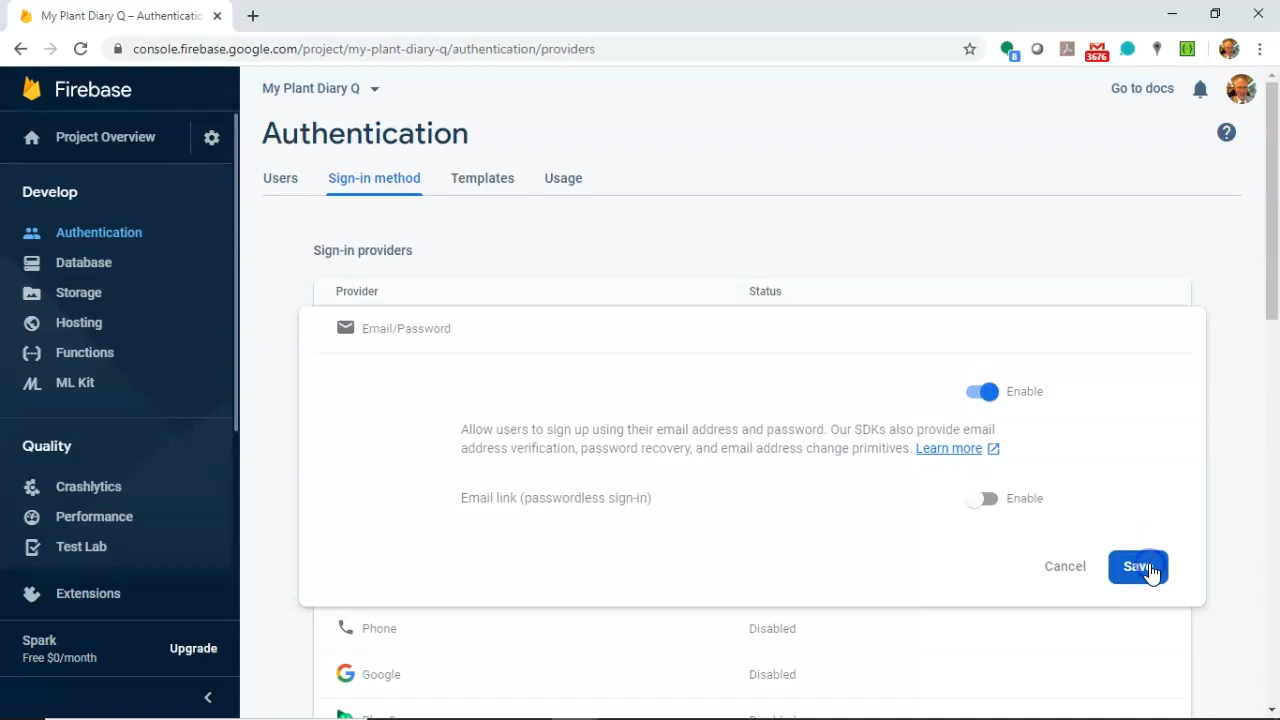 My Plant Diary Q – Authenticatio
console.firebase.google.com/project/my-plant-diary-q/authentication/providers
8
3676
Firebase
My Plant Diary Q
Go to docs
Project Overview
Authentication
Users
Sign-in method
Templates
Usage
Develop
Authentication
Database
Storage
Hosting
Functions
ML Kit
Quality
Crashlytics
Performance
Test Lab
Extensions
Spark
Free $0/month
Upgrade
Sign-in providers
Provider
Status
Email/Password
Enable
Allow users to sign up using their email address and password. Our SDKs also provide email
address verification, password recovery, and email address change primitives. Learn more
Email link (passwordless sign-in)
Enable
Cancel
Save
Phone
Disabled
Google
Disabled